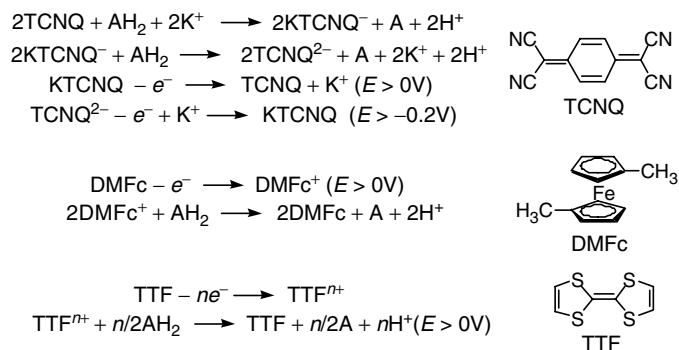 2TCNQ + AH₂ + 2K⁺ ⟶ 2KTCNQ⁻ + A + 2H⁺
2KTCNQ⁻ + AH₂ ⟶ 2TCNQ²⁻ + A + 2K⁺ + 2H⁺
KTCNQ − e⁻ ⟶ TCNQ + K⁺ (E > 0V)
TCNQ²⁻ − e⁻ + K⁺ ⟶ KTCNQ (E > −0.2V)
NC CN
CN CN
TCNQ
DMFc − e⁻ ⟶ DMFc⁺ (E > 0V)
2DMFc⁺ + AH₂ ⟶ 2DMFc + A + 2H⁺
CH₃
Fe
H₃C
DMFc
TTF − ne⁻ ⟶ TTFⁿ⁺
TTFⁿ⁺ + n/2AH₂ ⟶ TTF + n/2A + nH⁺(E > 0V)
S S
S S
TTF